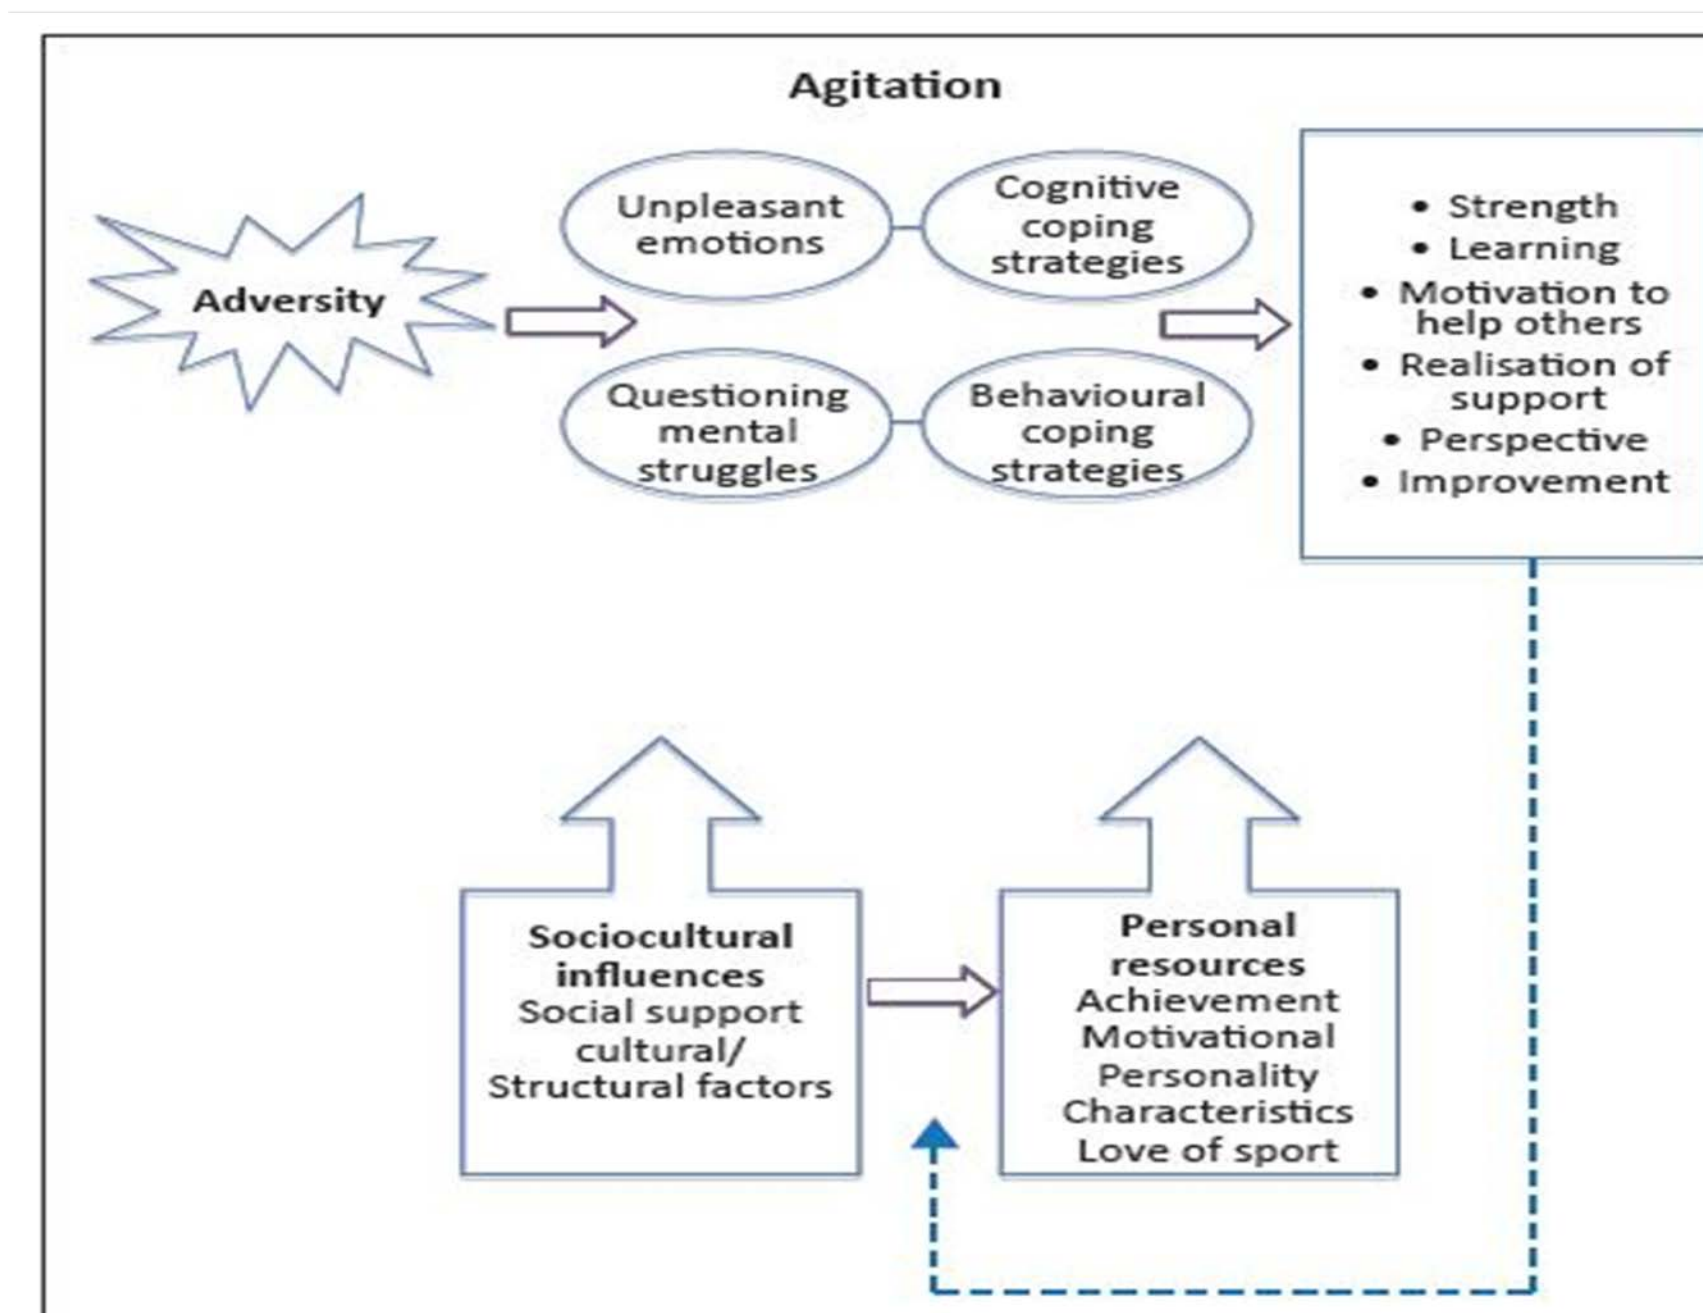 Agitation
Adversity
Unpleasant
emotions
Cognitive
coping
strategies
Questioning
mental
struggles
Behavioural
coping
strategies
• Strength
• Learning
• Motivation to
help others
• Realisation of
support
• Perspective
• Improvement
Sociocultural
influences
Social support
cultural/
Structural factors
Personal
resources
Achievement
Motivational
Personality
Characteristics
Love of sport